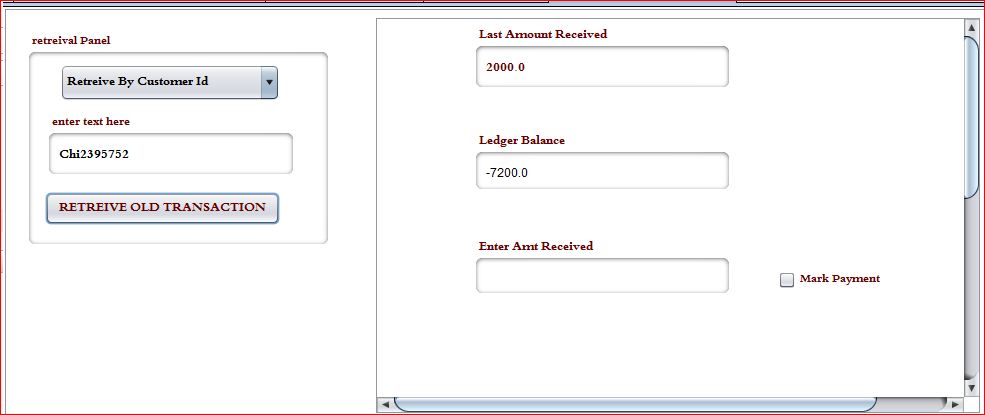 retreival Panel
Retreive By Customer Id
enter text here
Chi2395752
RETREIVE OLD TRANSACTION
Last Amount Received
2000.0
Ledger Balance
-7200.0
Enter Amt Received
Mark Payment